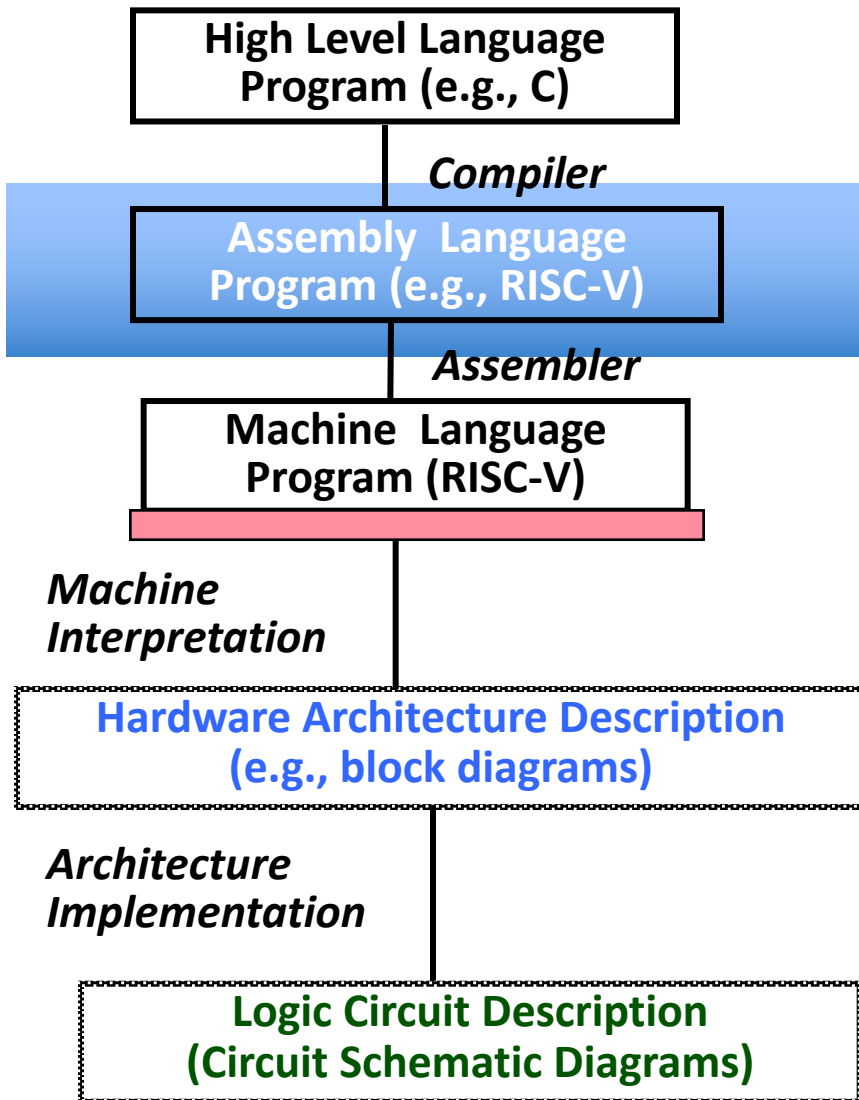 High Level Language
Program (e.g., C)
Compiler
Assembly Language
Program (e.g., RISC-V)
Assembler
Machine Language
Program (RISC-V)
Machine
Interpretation
Hardware Architecture Description
(e.g., block diagrams)
Architecture
Implementation
Logic Circuit Description
(Circuit Schematic Diagrams)